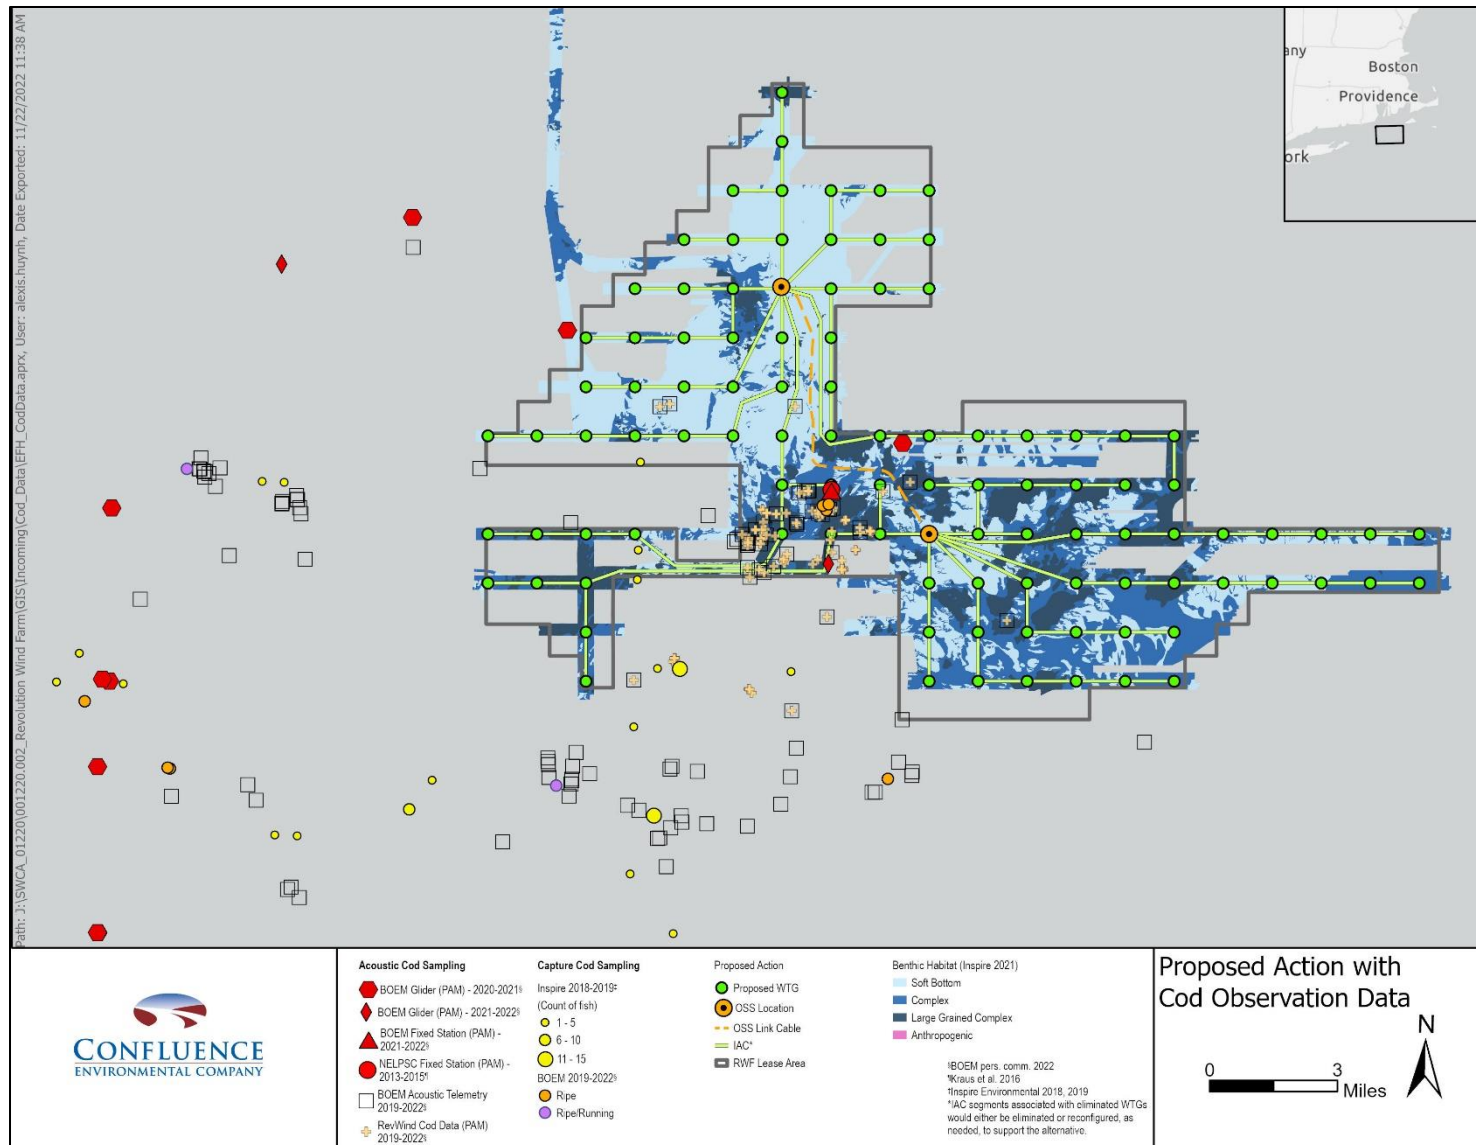 Path: J:\SWCA_01220\001220.002_Revolution Wind Farm\GIS\Incoming\Cod_Data\EFH_CodData.aprx, User: alexis.huynh, Date Exported: 11/22/2022 11:38 AM
any
Boston
Providence
ork
CONFLUENCE
ENVIRONMENTAL COMPANY
Acoustic Cod Sampling
BOEM Glider (PAM) - 2020-2021§
BOEM Glider (PAM) - 2021-2022§
BOEM Fixed Station (PAM) -
2021-2022§
NELPSC Fixed Station (PAM) -
2013-2015¶
BOEM Acoustic Telemetry
2019-2022§
RevWind Cod Data (PAM)
2019-2022§
Capture Cod Sampling
Inspire 2018-2019‡
(Count of fish)
1 - 5
6 - 10
11 - 15
BOEM 2019-2022§
Ripe
Ripe/Running
Proposed Action
Proposed WTG
OSS Location
OSS Link Cable
IAC*
RWF Lease Area
Benthic Habitat (Inspire 2021)
Soft Bottom
Complex
Large Grained Complex
Anthropogenic
§BOEM pers. comm. 2022
¶Kraus et al. 2016
‡Inspire Environmental 2018, 2019
*IAC segments associated with eliminated WTGs
would either be eliminated or reconfigured, as
needed, to support the alternative.
Proposed Action with
Cod Observation Data
N
0 3
Miles